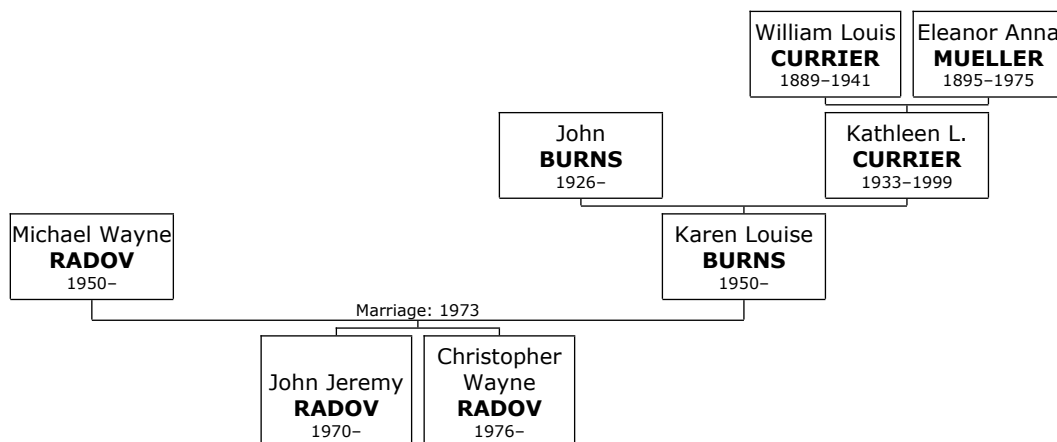 William Louis
CURRIER
1889–1941
Eleanor Anna
MUELLER
1895–1975
John
BURNS
1926–
Kathleen L.
CURRIER
1933–1999
Michael Wayne
RADOV
1950–
Karen Louise
BURNS
1950–
Marriage: 1973
John Jeremy
RADOV
1970–
Christopher
Wayne
RADOV
1976–